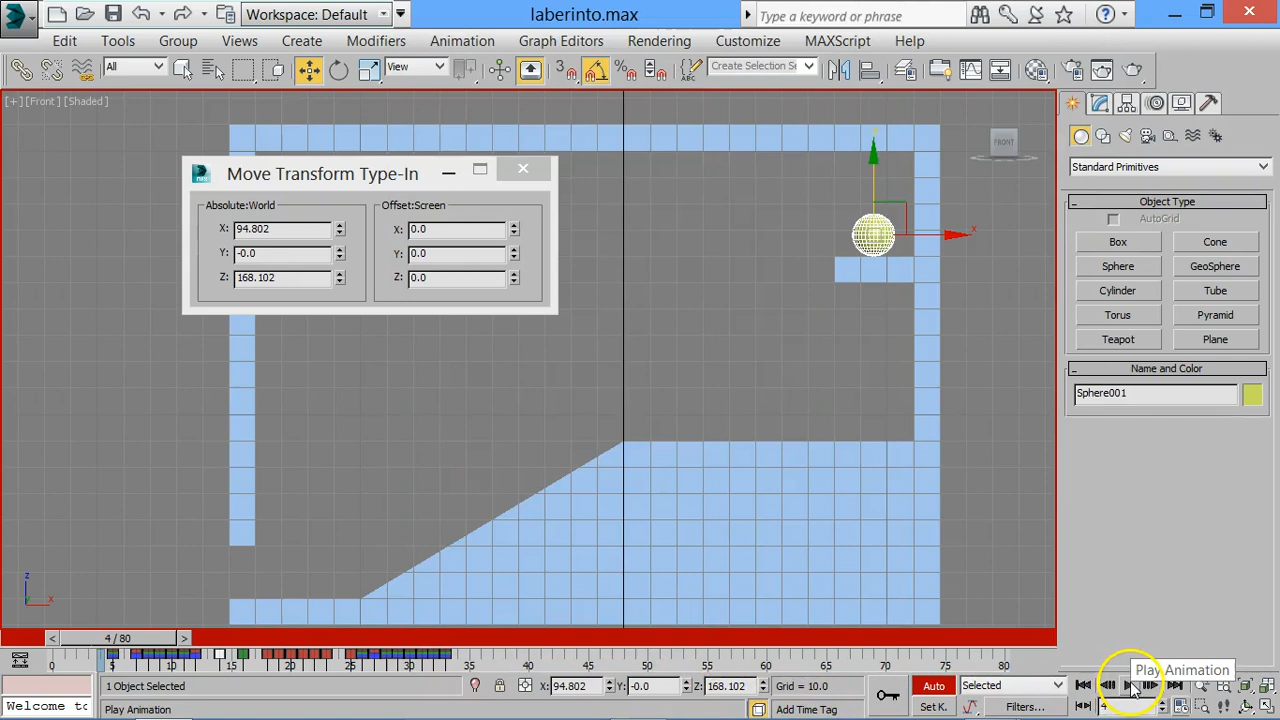 Workspace: Default
laberinto.max
Type a keyword or phrase
Edit Tools Group Views Create Modifiers Animation Graph Editors Rendering Customize MAXScript Help
All
View
3
ABC
Create Selection Se
[+] [Front] [Shaded]
FRONT
Move Transform Type-In
Absolute:World
X: 94.802
Y: -0.0
Z: 168.102
Offset:Screen
X: 0.0
Y: 0.0
Z: 0.0
x
z
x
Standard Primitives
Object Type
AutoGrid
Box Cone
Sphere GeoSphere
Cylinder Tube
Torus Pyramid
Teapot Plane
Name and Color
Sphere001
< 4 / 80 >
0 5 10 15 20 25 30 35 40 45 50 55 60 65 70 75 80
Play Animation
1 Object Selected
X: 94.802 Y: -0.0 Z: 168.102 Grid = 10.0
Auto Selected
Welcome to
Play Animation
Add Time Tag
Set K. Filters... 4